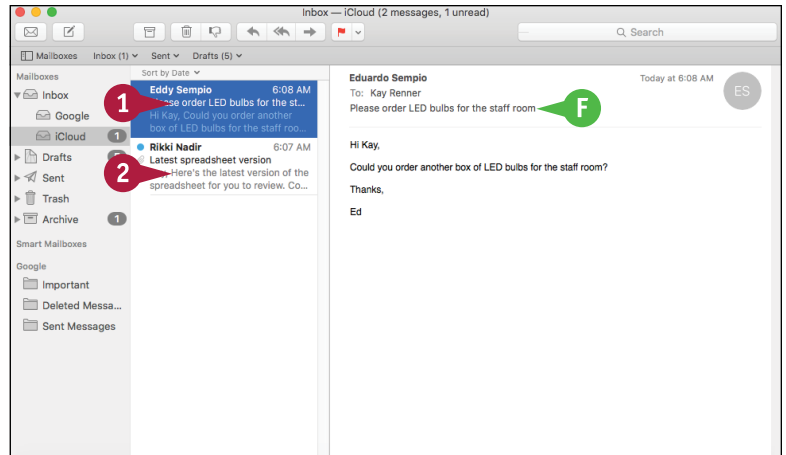 Inbox — iCloud (2 messages, 1 unread)
Search
Mailboxes Inbox (1) Sent Drafts (5)
Mailboxes
Inbox
Google
iCloud 1
Drafts
Sent
Trash
Archive 1
Smart Mailboxes
Google
Important
Deleted Messa...
Sent Messages
Sort by Date
Eddy Sempio 6:08 AM
1
order LED bulbs for the st...
Hi Kay, Could you order another
box of LED bulbs for the staff roo...
Rikki Nadir 6:07 AM
Latest spreadsheet version
2
Here's the latest version of the
spreadsheet for you to review. Co...
Eduardo Sempio Today at 6:08 AM
ES
To: Kay Renner
Please order LED bulbs for the staff room
F
Hi Kay,
Could you order another box of LED bulbs for the staff room?
Thanks,
Ed